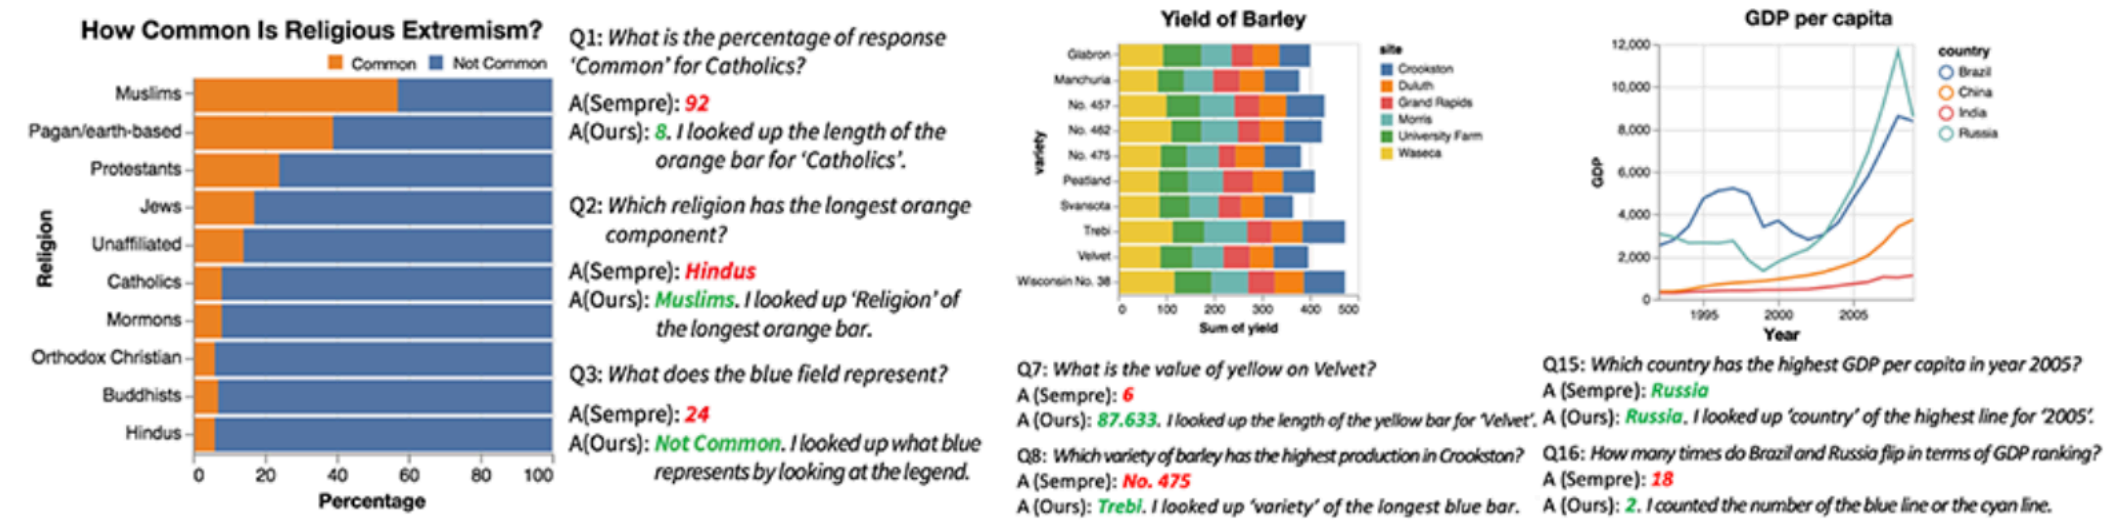 How Common Is Religious Extremism?
Common Not Common
Religion
Muslims
Pagan/earth-based
Protestants
Jews
Unaffiliated
Catholics
Mormons
Orthodox Christian
Buddhists
Hindus
0 20 40 60 80 100
Percentage
Q1: What is the percentage of response
‘Common’ for Catholics?
A(Sempre): 92
A(Ours): 8. I looked up the length of the
orange bar for ‘Catholics’.
Q2: Which religion has the longest orange
component?
A(Sempre): Hindus
A(Ours): Muslims. I looked up ‘Religion’ of
the longest orange bar.
Q3: What does the blue field represent?
A(Sempre): 24
A(Ours): Not Common. I looked up what blue
represents by looking at the legend.
Yield of Barley
variety
Glabron
Manchuria
No. 457
No. 462
No. 475
Peatland
Svansota
Trebi
Velvet
Wisconsin No. 38
0 100 200 300 400 500
Sum of yield
site
Crookston
Duluth
Grand Rapids
Morris
University Farm
Waseca
Q7: What is the value of yellow on Velvet?
A (Sempre): 6
A (Ours): 87.633. I looked up the length of the yellow bar for ‘Velvet’.
Q8: Which variety of barley has the highest production in Crookston?
A (Sempre): No. 475
A (Ours): Trebi. I looked up ‘variety’ of the longest blue bar.
GDP per capita
GDP
12,000
10,000
8,000
6,000
4,000
2,000
0
1995 2000 2005
Year
country
Brazil
China
India
Russia
Q15: Which country has the highest GDP per capita in year 2005?
A (Sempre): Russia
A (Ours): Russia. I looked up ‘country’ of the highest line for ‘2005’.
Q16: How many times do Brazil and Russia flip in terms of GDP ranking?
A (Sempre): 18
A (Ours): 2. I counted the number of the blue line or the cyan line.